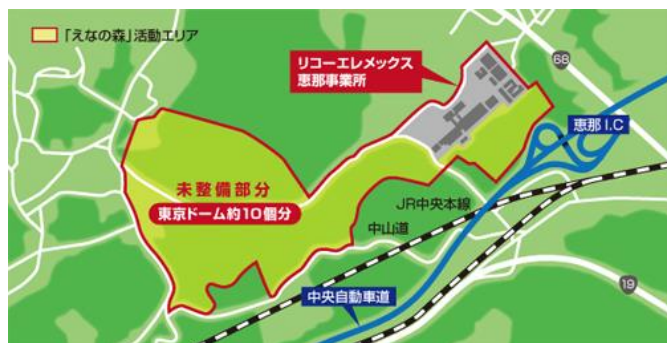 「えなの森」活動エリア
リコーエレメックス
恵那事業所
68
恵那 I.C
未整備部分
東京ドーム約10個分
JR中央本線
中山道
19
中央自動車道